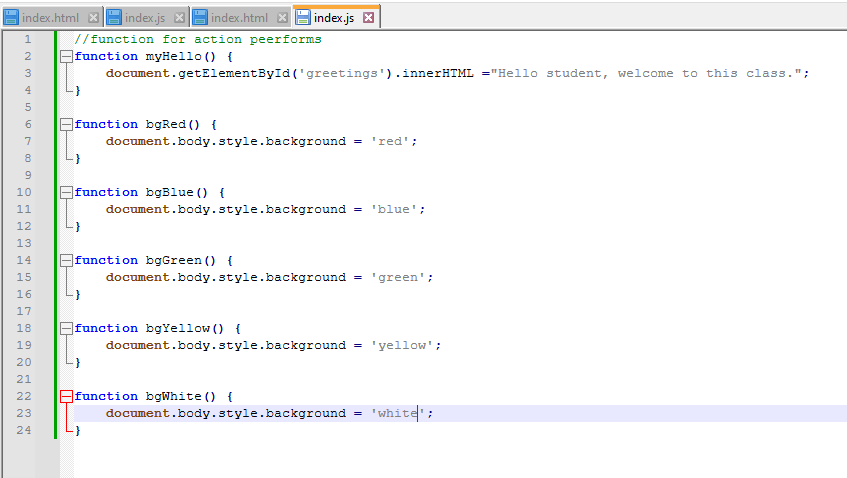 index.html index.js index.html index.js
1 //function for action peerforms
2 function myHello() {
3 document.getElementById('greetings').innerHTML ="Hello student, welcome to this class.";
4 }
5
6 function bgRed() {
7 document.body.style.background = 'red';
8 }
9
10 function bgBlue() {
11 document.body.style.background = 'blue';
12 }
13
14 function bgGreen() {
15 document.body.style.background = 'green';
16 }
17
18 function bgYellow() {
19 document.body.style.background = 'yellow';
20 }
21
22 function bgWhite() {
23 document.body.style.background = 'white';
24 }